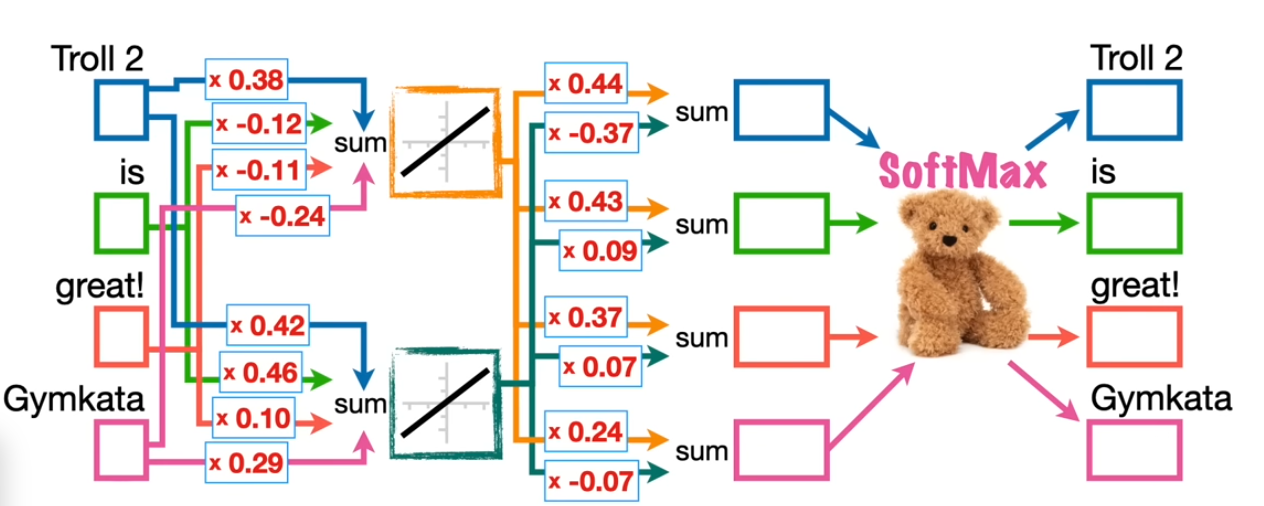 Troll 2
is
great!
Gymkata
x 0.38
x -0.12
x -0.11
x -0.24
sum
x 0.42
x 0.46
x 0.10
x 0.29
sum
x 0.44
x -0.37
sum
x 0.43
x 0.09
sum
x 0.37
x 0.07
sum
x 0.24
x -0.07
sum
SoftMax
Troll 2
is
great!
Gymkata